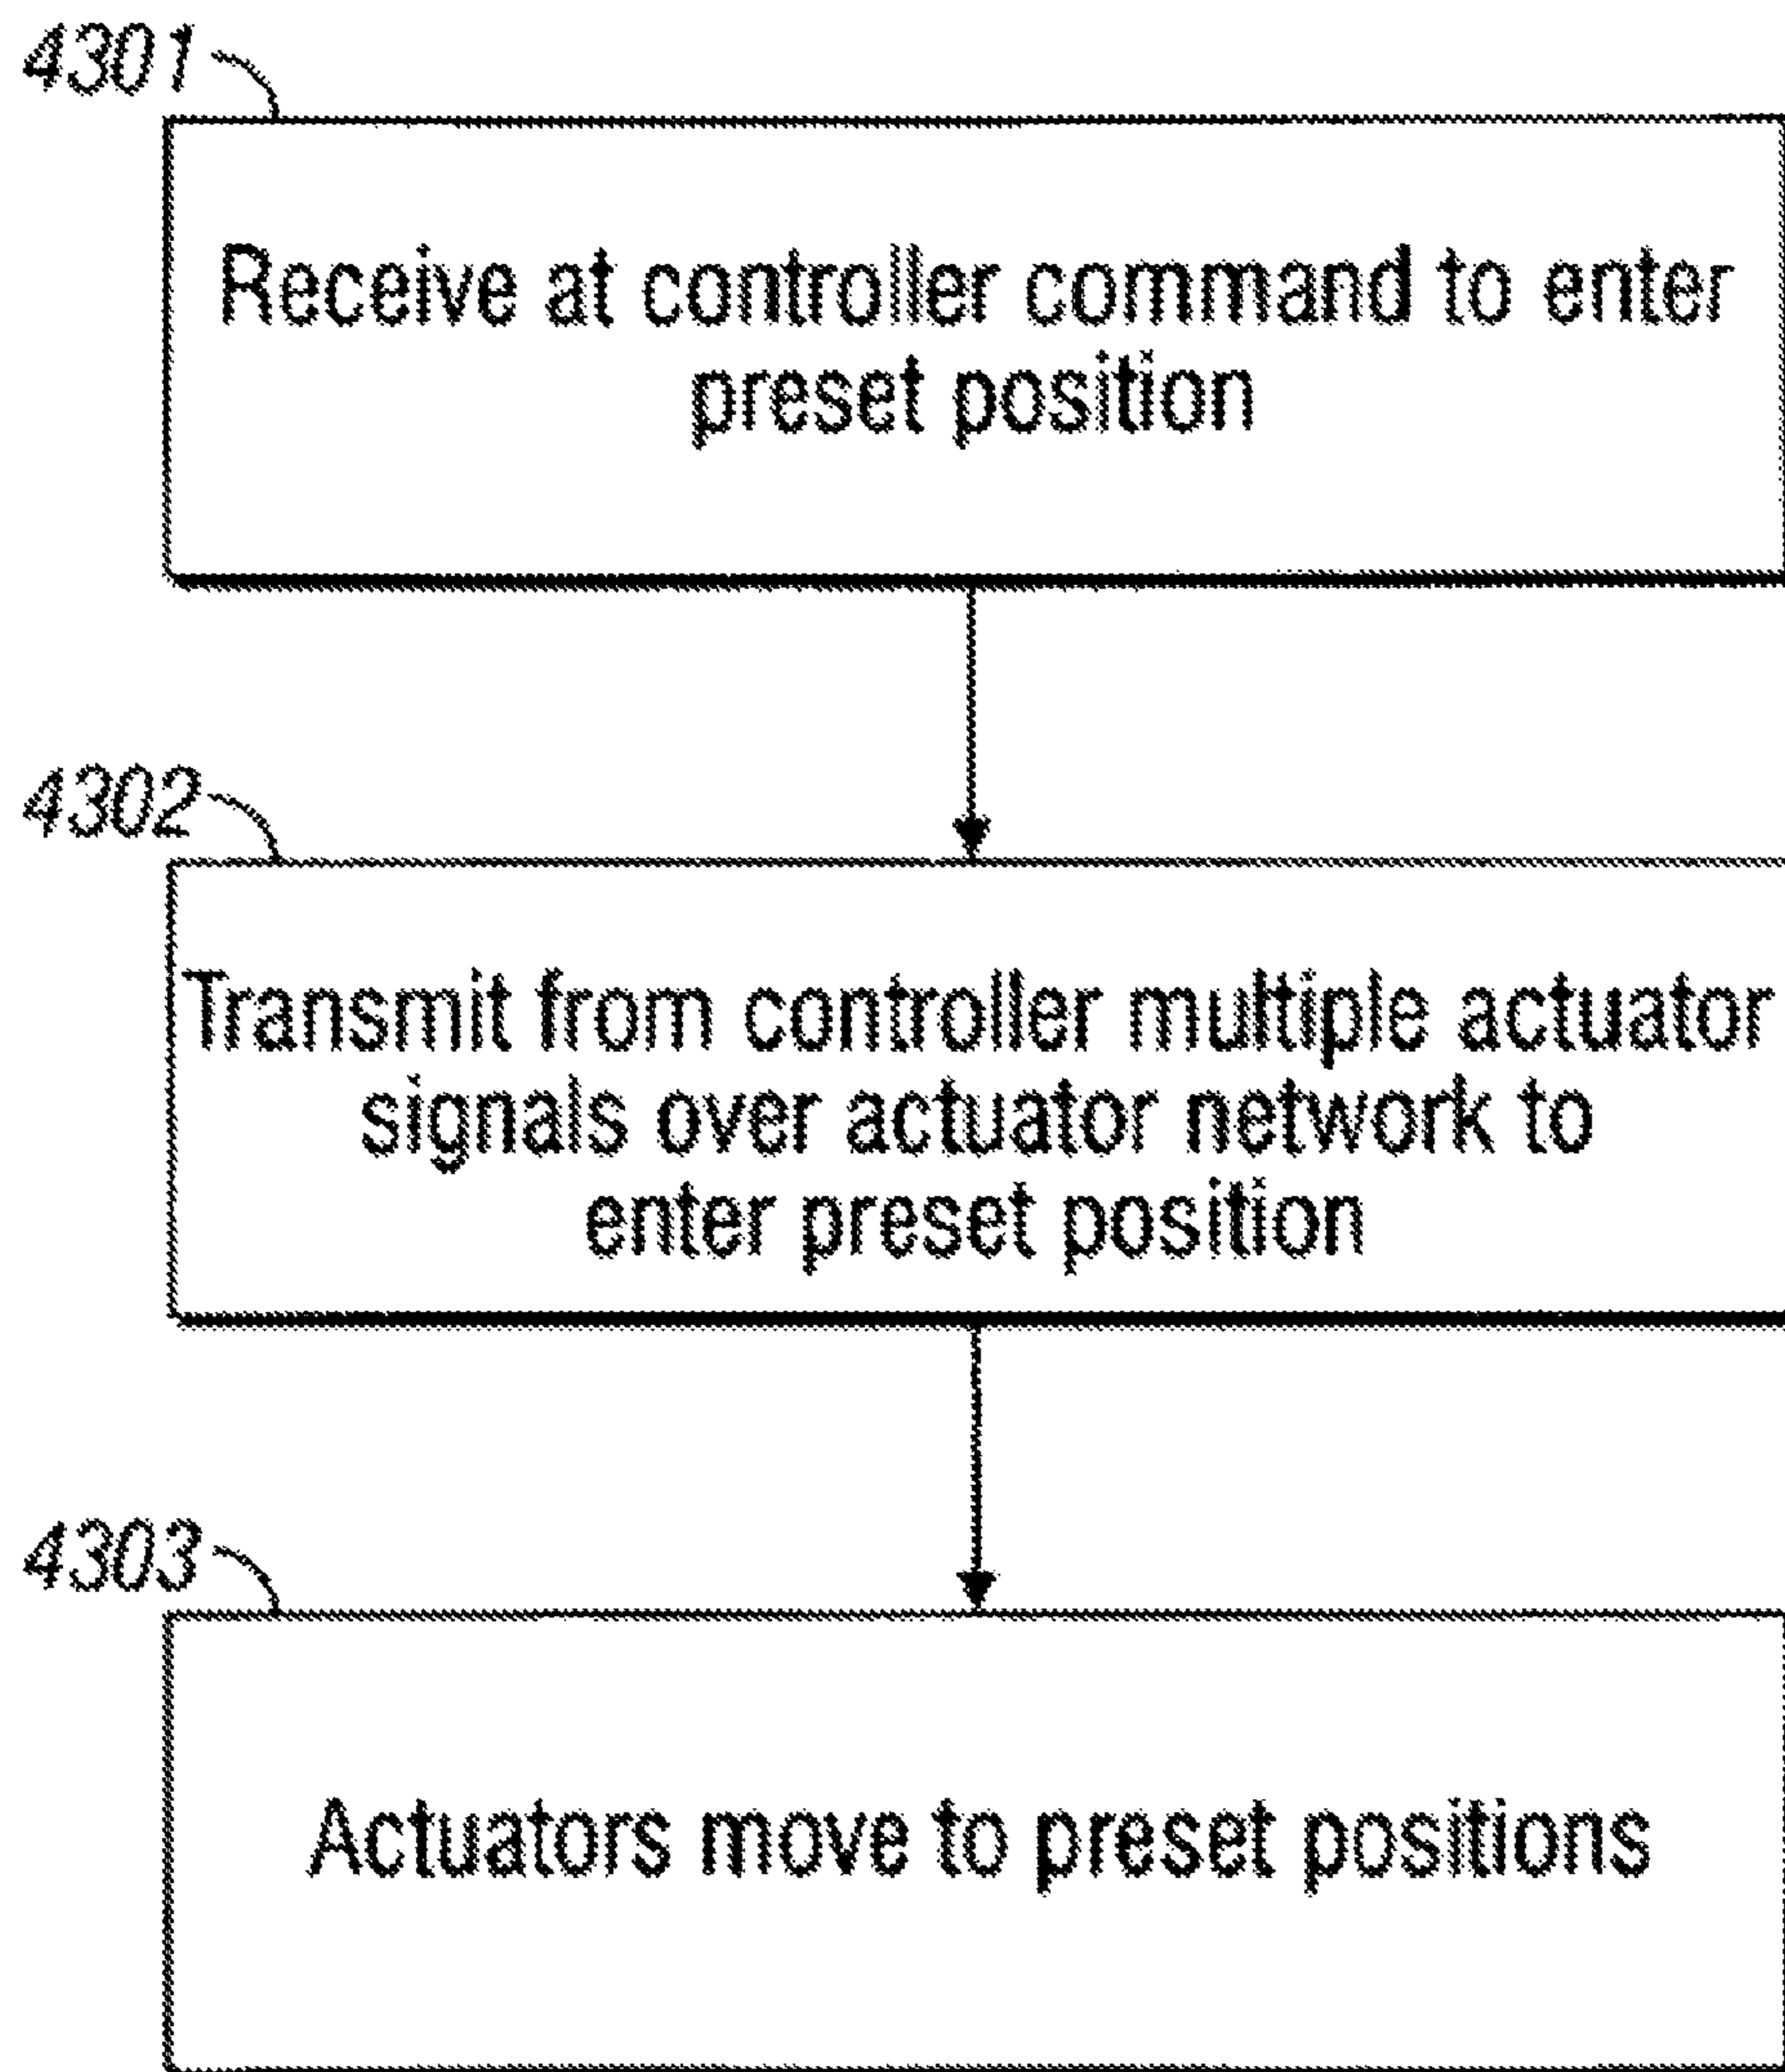 4301
Receive at controller command to enter
preset position
4302
Transmit from controller multiple actuator
signals over actuator network to
enter preset position
4303
Actuators move to preset positions